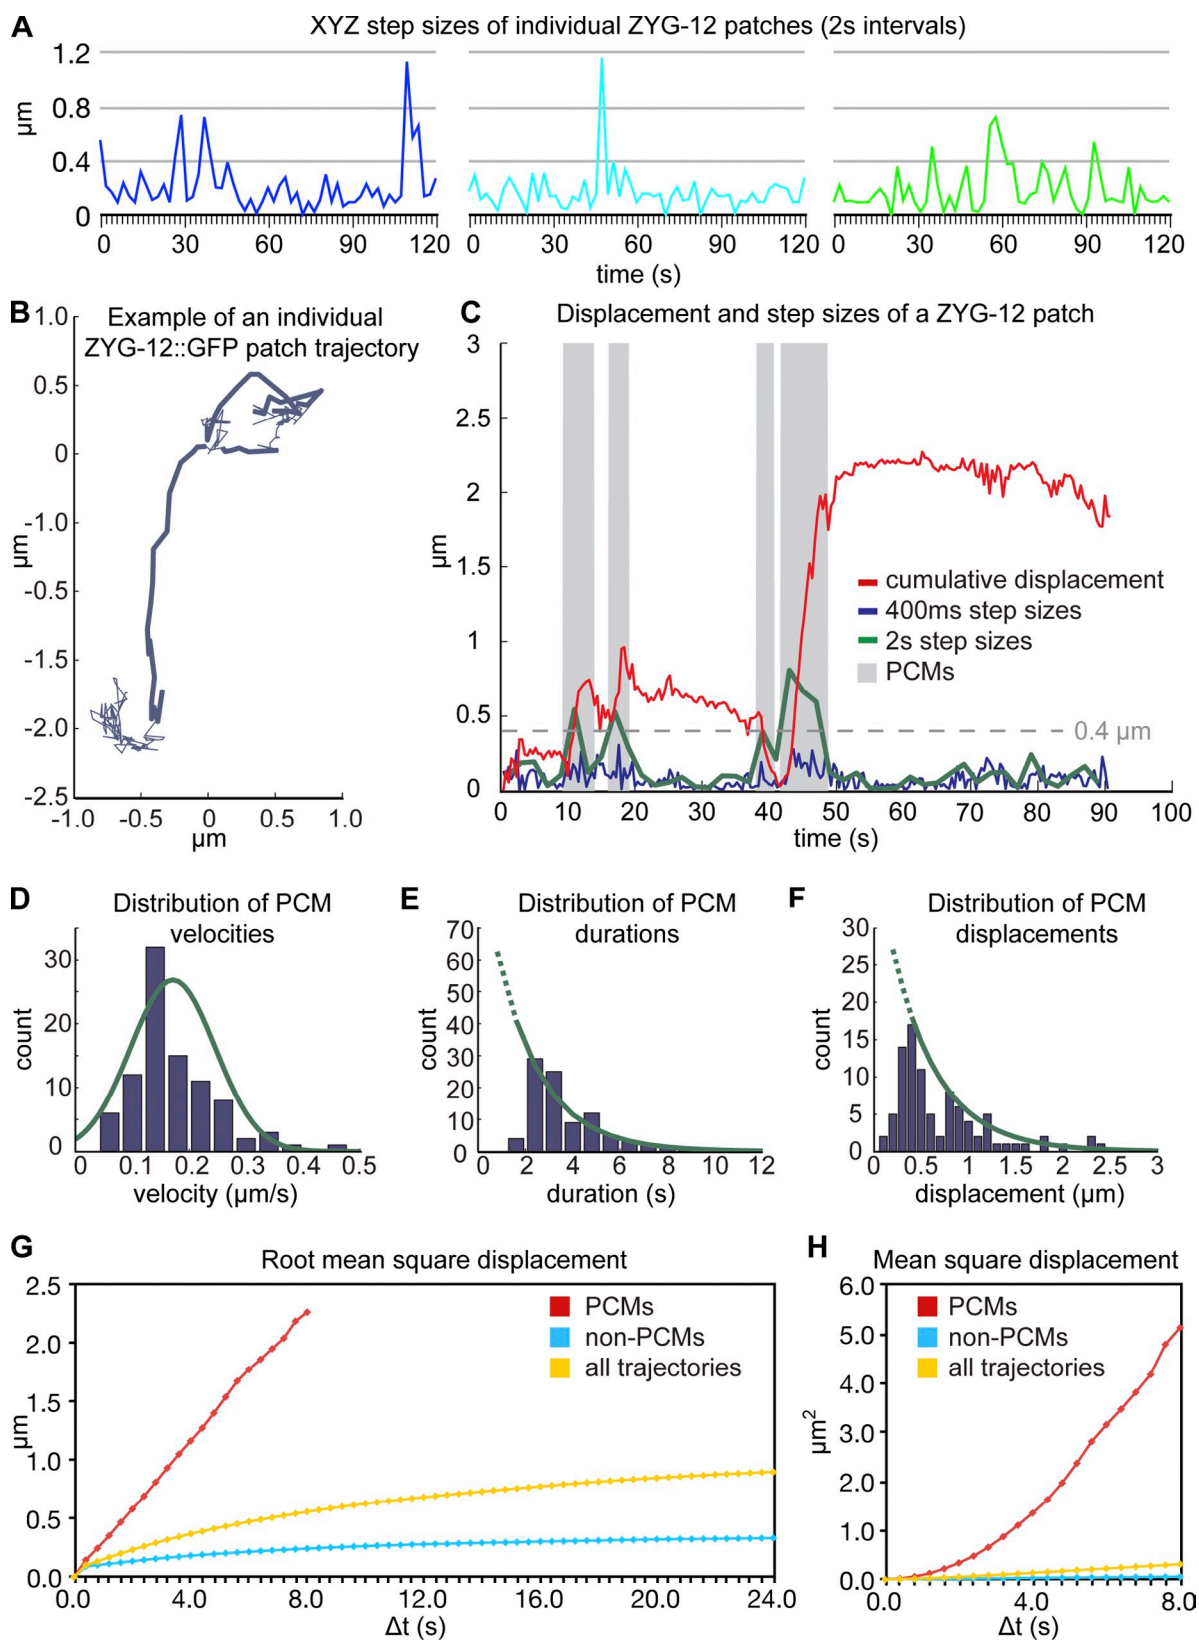 A
XYZ step sizes of individual ZYG-12 patches (2s intervals)
1.2
0.8
0.4
0
µm
0 30 60 90 120
0 30 60 90 120
0 30 60 90 120
time (s)
B
Example of an individual
ZYG-12::GFP patch trajectory
1.0
0.5
0
-1.0
-0.5
-1.5
-2.0
-2.5
µm
-1.0 -0.5 0 0.5 1.0
µm
C
Displacement and step sizes of a ZYG-12 patch
3
2.5
2
1.5
1
0.5
0
µm
cumulative displacement
400ms step sizes
2s step sizes
PCMs
0.4 µm
0 10 20 30 40 50 60 70 80 90 100
time (s)
D
Distribution of PCM
velocities
30
20
10
0
count
0 0.1 0.2 0.3 0.4 0.5
velocity (µm/s)
E
Distribution of PCM
durations
70
60
50
40
30
20
10
0
count
0 2 4 6 8 10 12
duration (s)
F
Distribution of PCM
displacements
30
25
20
15
10
5
0
count
0 0.5 1 1.5 2 2.5 3
displacement (µm)
G
Root mean square displacement
2.5
2.0
1.5
1.0
0.5
0.0
µm
PCMs
non-PCMs
all trajectories
0.0 4.0 8.0 12.0 16.0 20.0 24.0
Δt (s)
H
Mean square displacement
6.0
5.0
4.0
3.0
2.0
1.0
0.0
µm²
PCMs
non-PCMs
all trajectories
0.0 4.0 8.0
Δt (s)